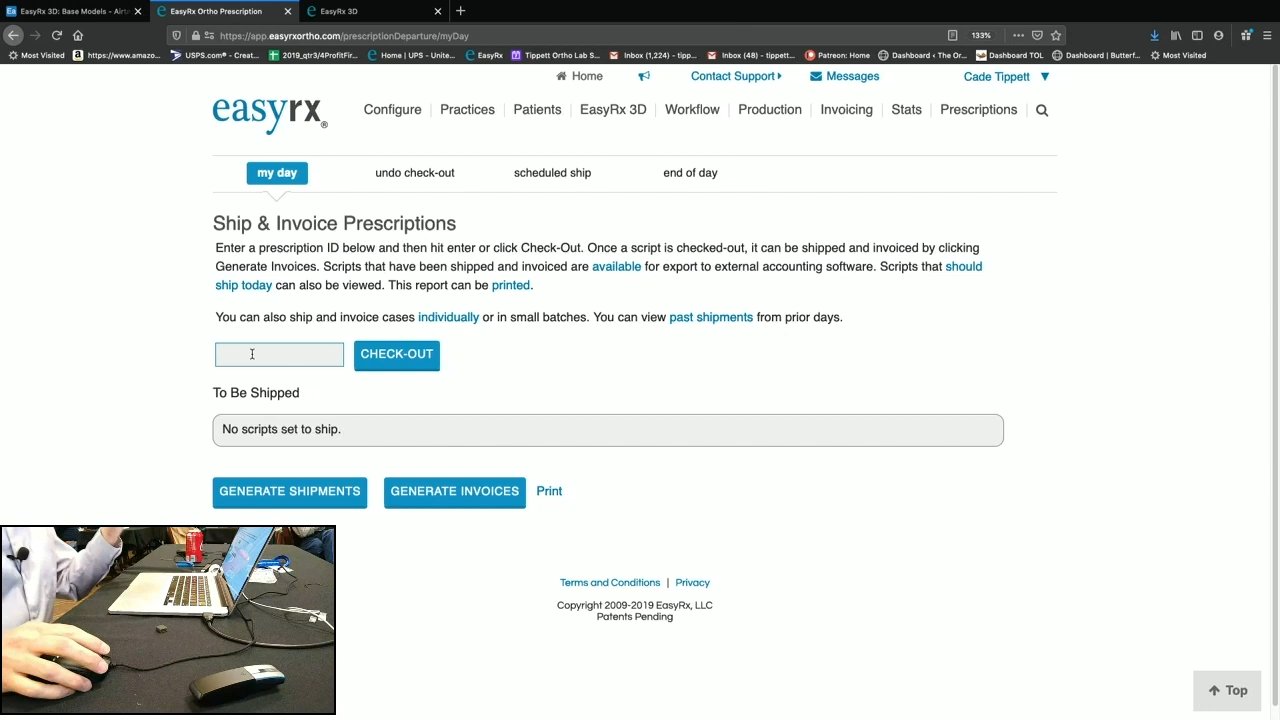 EasyRx 3D: Base Models - Airta
EasyRx Ortho Prescription
EasyRx 3D
https://app.easyrxortho.com/prescriptionDeparture/myDay
133%
Most Visited
https://www.amazo...
USPS.com® - Creat...
2019_qtr3/4ProfitFir...
Home | UPS - Unite...
EasyRx
Tippett Ortho Lab S...
Inbox (1,224) - tipp...
Inbox (48) - tippett...
Patreon: Home
Dashboard ‹ The Or...
Dashboard TOL
Dashboard | Butterf...
Most Visited
Home
Contact Support
Messages
Cade Tippett ▼
easyrx®
Configure
Practices
Patients
EasyRx 3D
Workflow
Production
Invoicing
Stats
Prescriptions
my day
undo check-out
scheduled ship
end of day
Ship & Invoice Prescriptions
Enter a prescription ID below and then hit enter or click Check-Out. Once a script is checked-out, it can be shipped and invoiced by clicking
Generate Invoices. Scripts that have been shipped and invoiced are available for export to external accounting software. Scripts that should
ship today can also be viewed. This report can be printed.
You can also ship and invoice cases individually or in small batches. You can view past shipments from prior days.
CHECK-OUT
To Be Shipped
No scripts set to ship.
GENERATE SHIPMENTS
GENERATE INVOICES
Print
Terms and Conditions | Privacy
Copyright 2009-2019 EasyRx, LLC
Patents Pending
Top